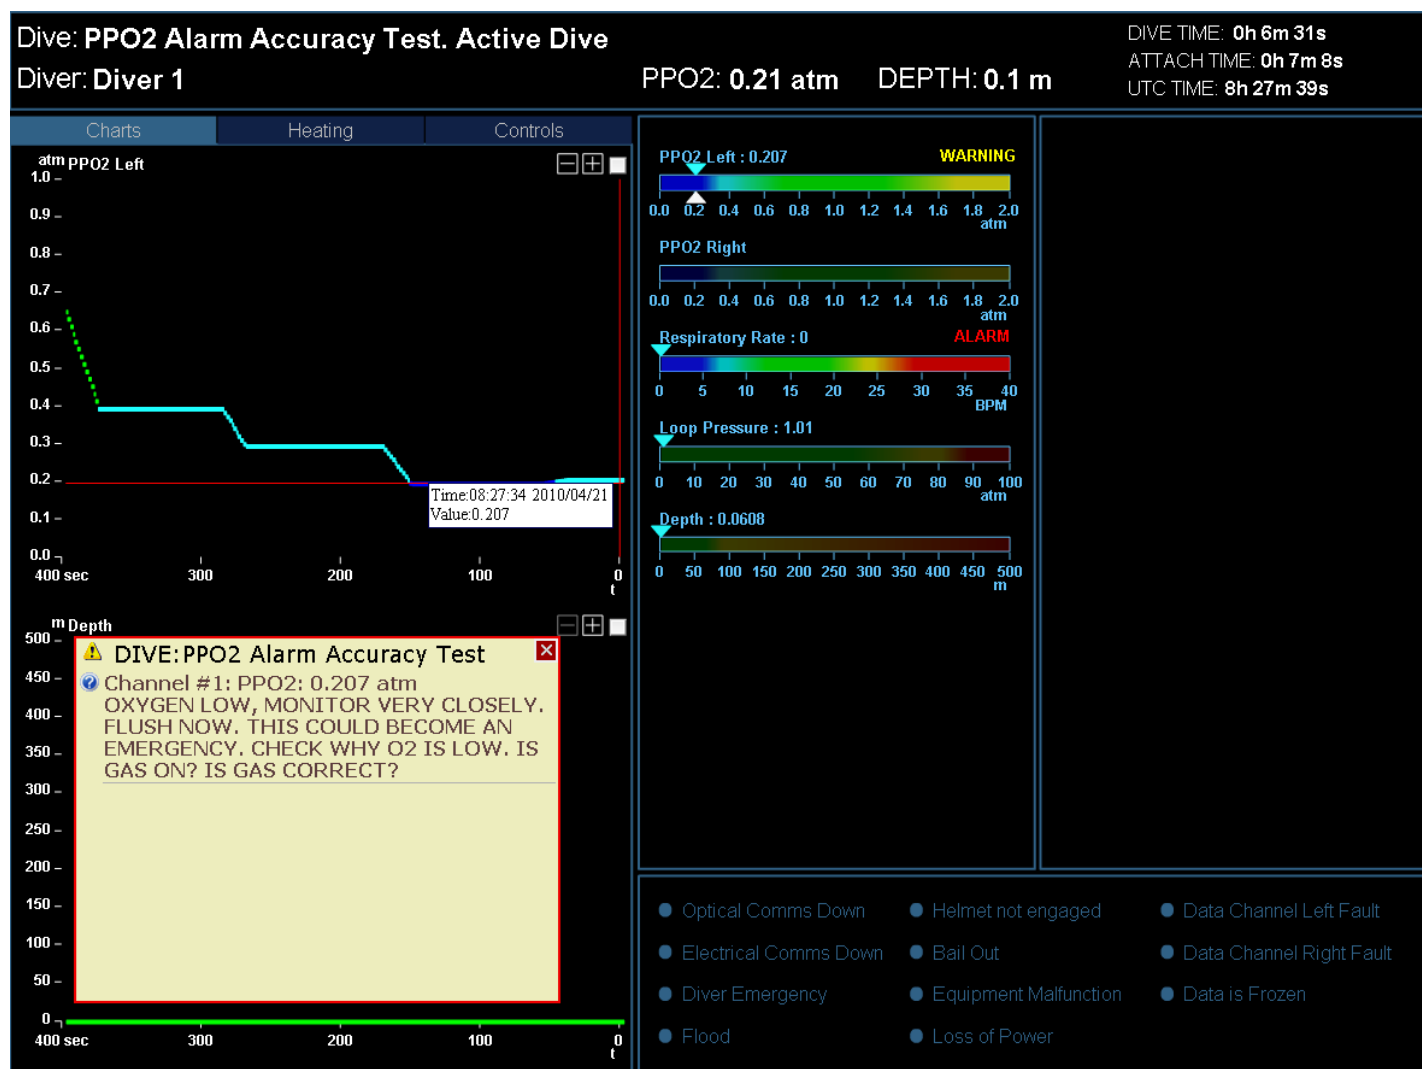 Dive: PPO2 Alarm Accuracy Test. Active Dive
Diver: Diver 1
PPO2: 0.21 atm
DEPTH: 0.1 m
DIVE TIME: 0h 6m 31s
ATTACH TIME: 0h 7m 8s
UTC TIME: 8h 27m 39s
Charts
Heating
Controls
atm PPO2 Left
1.0
0.9
0.8
0.7
0.6
0.5
0.4
0.3
0.2
0.1
0.0
400 sec 300 200 100 0
t
Time:08:27:34 2010/04/21
Value:0.207
m Depth
500
450
400
350
300
250
200
150
100
50
0
400 sec 300 200 100 0
t
DIVE:PPO2 Alarm Accuracy Test
Channel #1: PPO2: 0.207 atm
OXYGEN LOW, MONITOR VERY CLOSELY.
FLUSH NOW. THIS COULD BECOME AN
EMERGENCY. CHECK WHY O2 IS LOW. IS
GAS ON? IS GAS CORRECT?
PPO2 Left : 0.207 WARNING
0.0 0.2 0.4 0.6 0.8 1.0 1.2 1.4 1.6 1.8 2.0
atm
PPO2 Right
0.0 0.2 0.4 0.6 0.8 1.0 1.2 1.4 1.6 1.8 2.0
atm
Respiratory Rate : 0 ALARM
0 5 10 15 20 25 30 35 40
BPM
Loop Pressure : 1.01
0 10 20 30 40 50 60 70 80 90 100
atm
Depth : 0.0608
0 50 100 150 200 250 300 350 400 450 500
m
Optical Comms Down
Helmet not engaged
Data Channel Left Fault
Electrical Comms Down
Bail Out
Data Channel Right Fault
Diver Emergency
Equipment Malfunction
Data is Frozen
Flood
Loss of Power